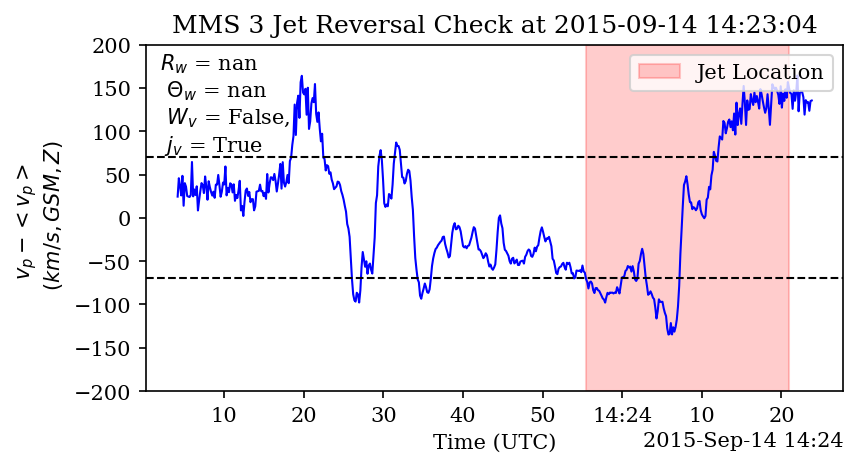 MMS 3 Jet Reversal Check at 2015-09-14 14:23:04
R_w = nan
Θ_w = nan
W_v = False,
j_v = True
Jet Location
200
150
100
50
0
−50
−100
−150
−200
v_p − < v_p >
(km/s, GSM, Z)
10 20 30 40 50 14:24 10 20
Time (UTC)
2015-Sep-14 14:24